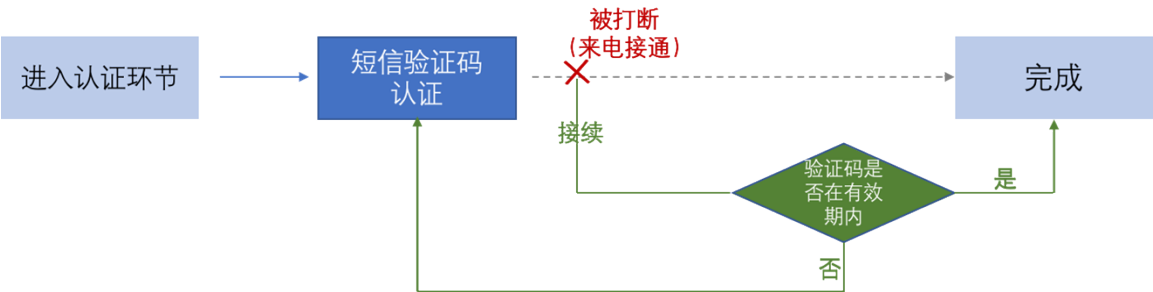 被打断
(来电接通)
进入认证环节
短信验证码
认证
完成
接续
验证码是
否在有效
期内
是
否